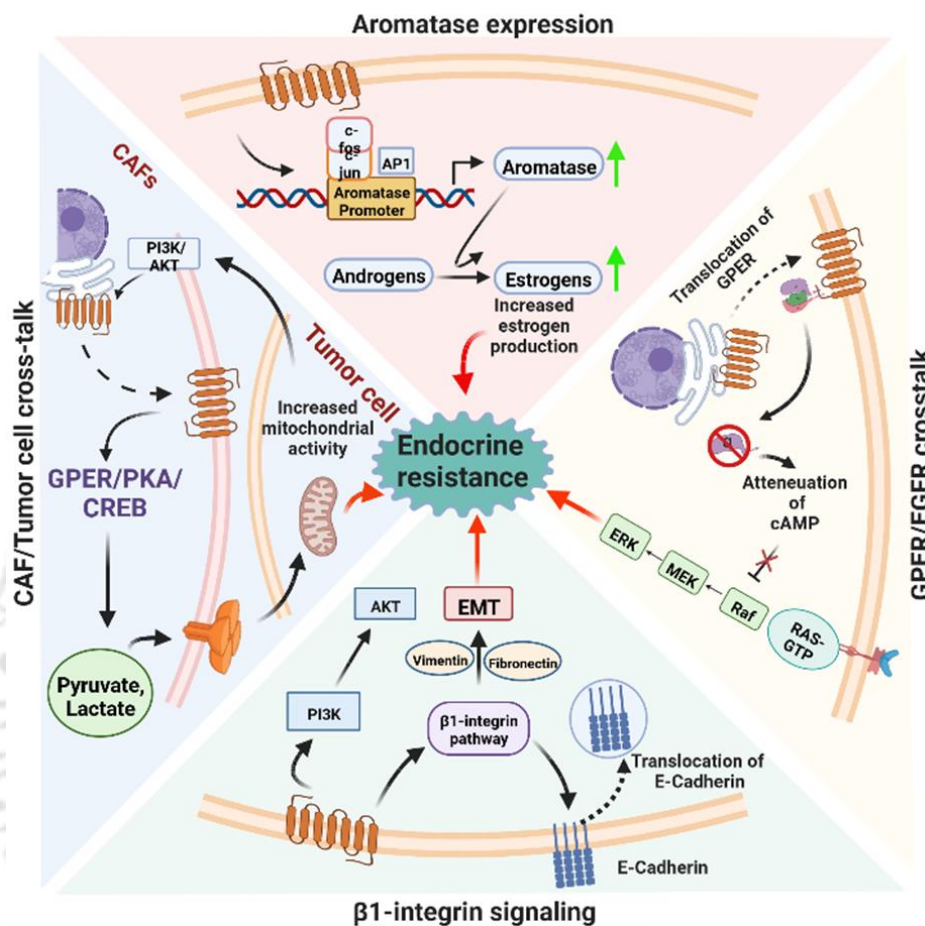 Aromatase expression
c-
fos
c-
jun
AP1
Aromatase
Promoter
Aromatase
Androgens
Estrogens
Increased
estrogen
production
CAF/Tumor cell cross-talk
CAFs
PI3K/
AKT
Tumor cell
Increased
mitochondrial
activity
GPER/PKA/
CREB
Pyruvate,
Lactate
Endocrine
resistance
GPER/EGFR crosstalk
Translocation of
GPER
Atteneuation
of
cAMP
ERK
MEK
Raf
RAS-
GTP
AKT
EMT
Vimentin
Fibronectin
PI3K
β1-integrin
pathway
Translocation of
E-Cadherin
E-Cadherin
β1-integrin signaling